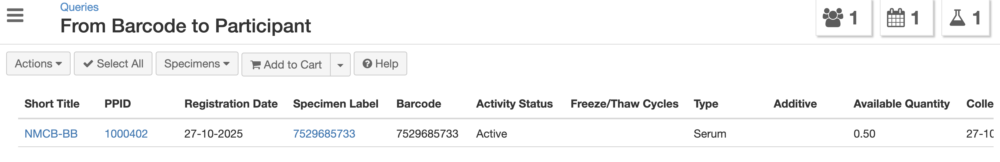 Queries
From Barcode to Participant
1 1 1
Actions Select All Specimens Add to Cart Help
Short Title PPID Registration Date Specimen Label Barcode Activity Status Freeze/Thaw Cycles Type Additive Available Quantity Colle
NMCB-BB 1000402 27-10-2025 7529685733 7529685733 Active Serum 0.50 27-10